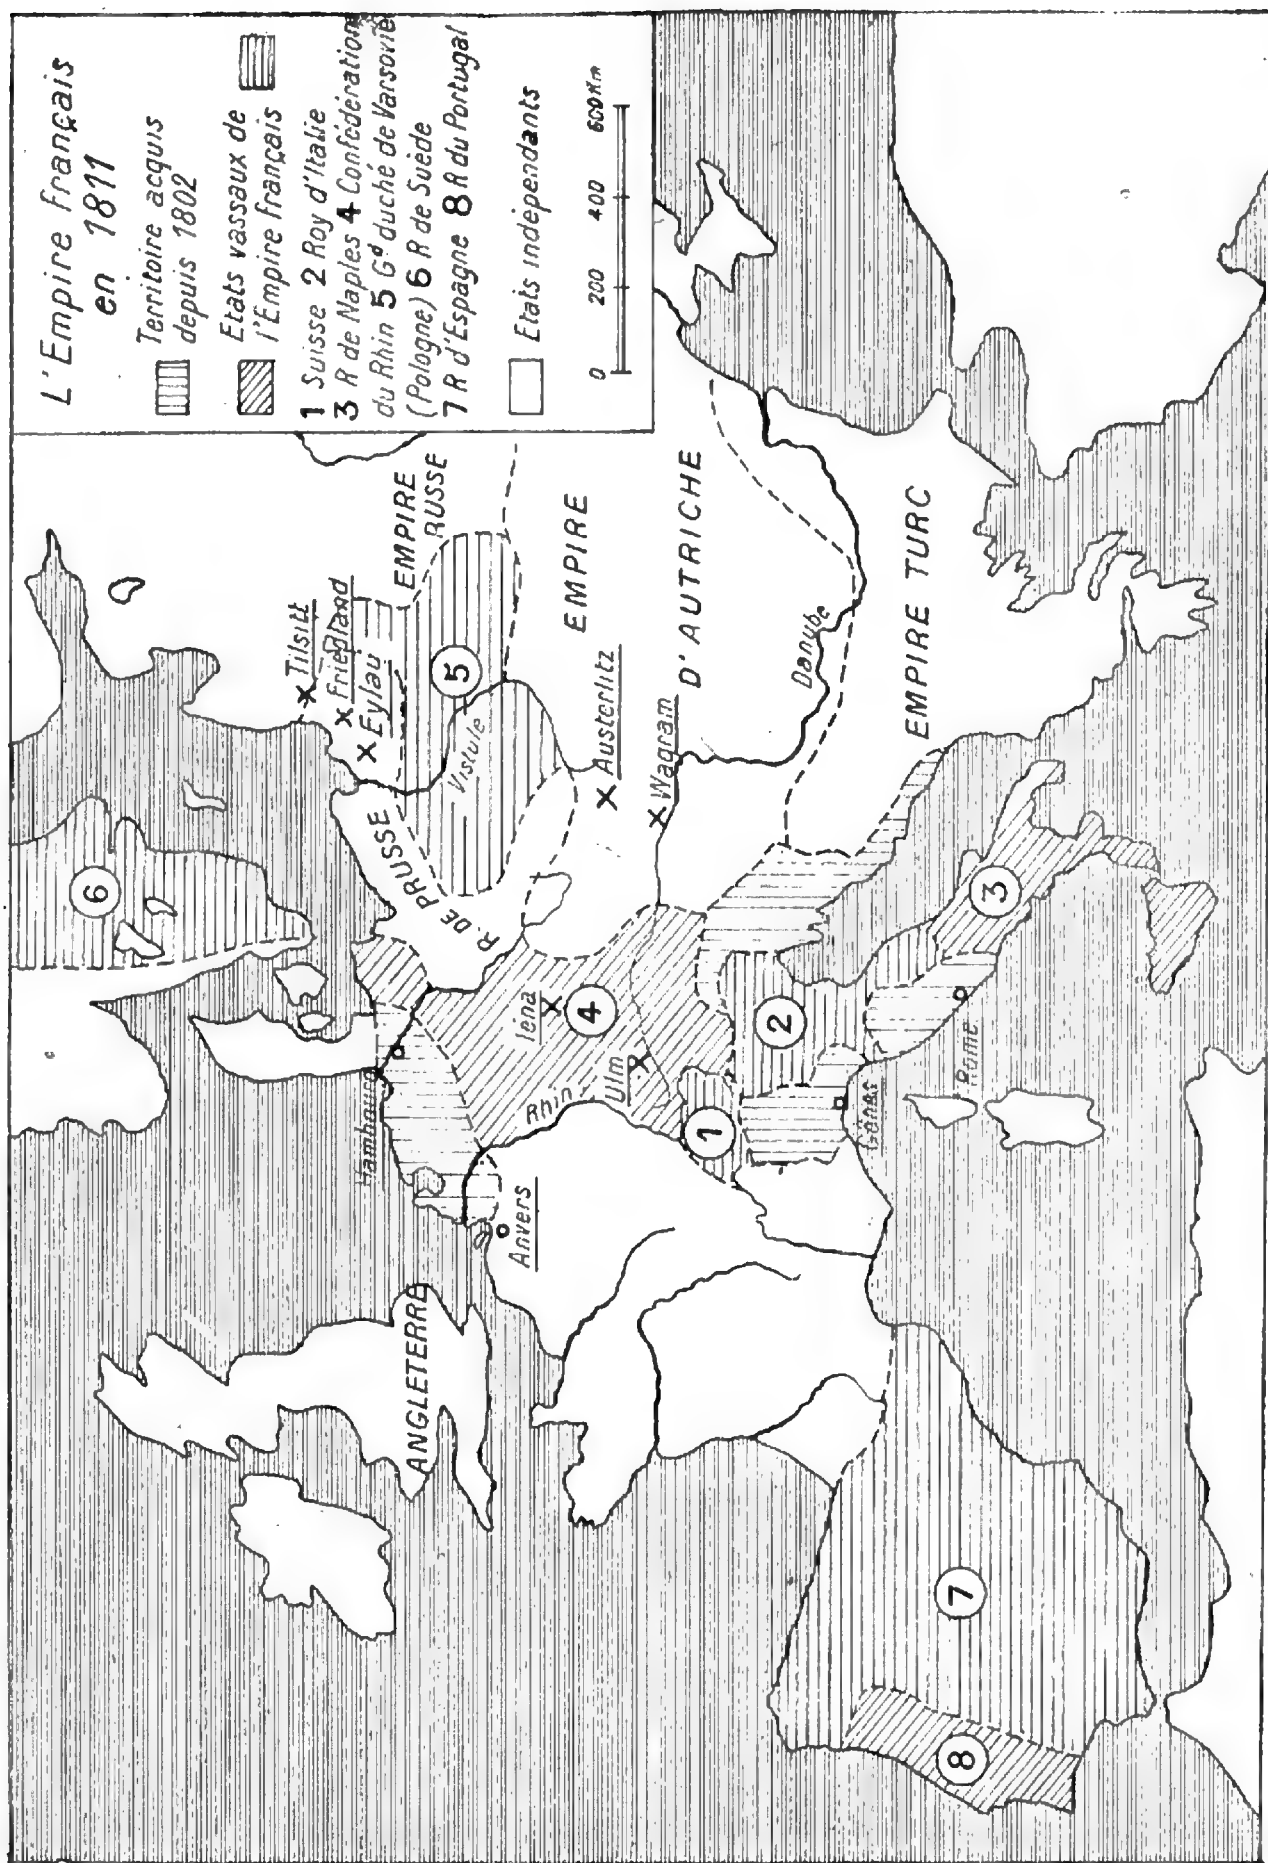 L'Empire Français
en 1811
Territoire acquis
depuis 1802
Etats vassaux de
l'Empire Français
1 Suisse 2 Roy d'Italie
3 R de Naples 4 Confédération
du Rhin 5 Gd duché de Varsovie
(Pologne) 6 R de Suède
7 R d'Espagne 8 R du Portugal
Etats indépendants
0 200 400 600 Km
6
Tilsitt
Friedland
Eylau
EMPIRE
RUSSE
R. DE PRUSSE
5
Vistule
EMPIRE
D'AUTRICHE
Austerlitz
Wagram
Danube
EMPIRE TURC
Hambourg
Iena
4
Ulm
Rhin
Anvers
ANGLETERRE
1
2
Gênes
Rome
3
7
8